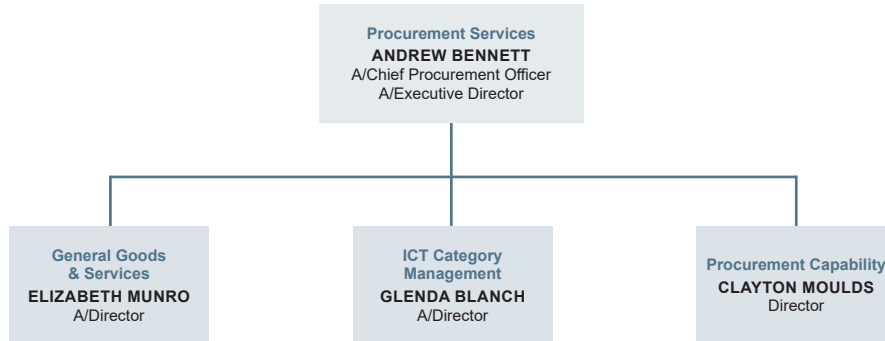 Procurement Services
ANDREW BENNETT
A/Chief Procurement Officer
A/Executive Director
General Goods
& Services
ELIZABETH MUNRO
A/Director
ICT Category
Management
GLENDA BLANCH
A/Director
Procurement Capability
CLAYTON MOULDS
Director